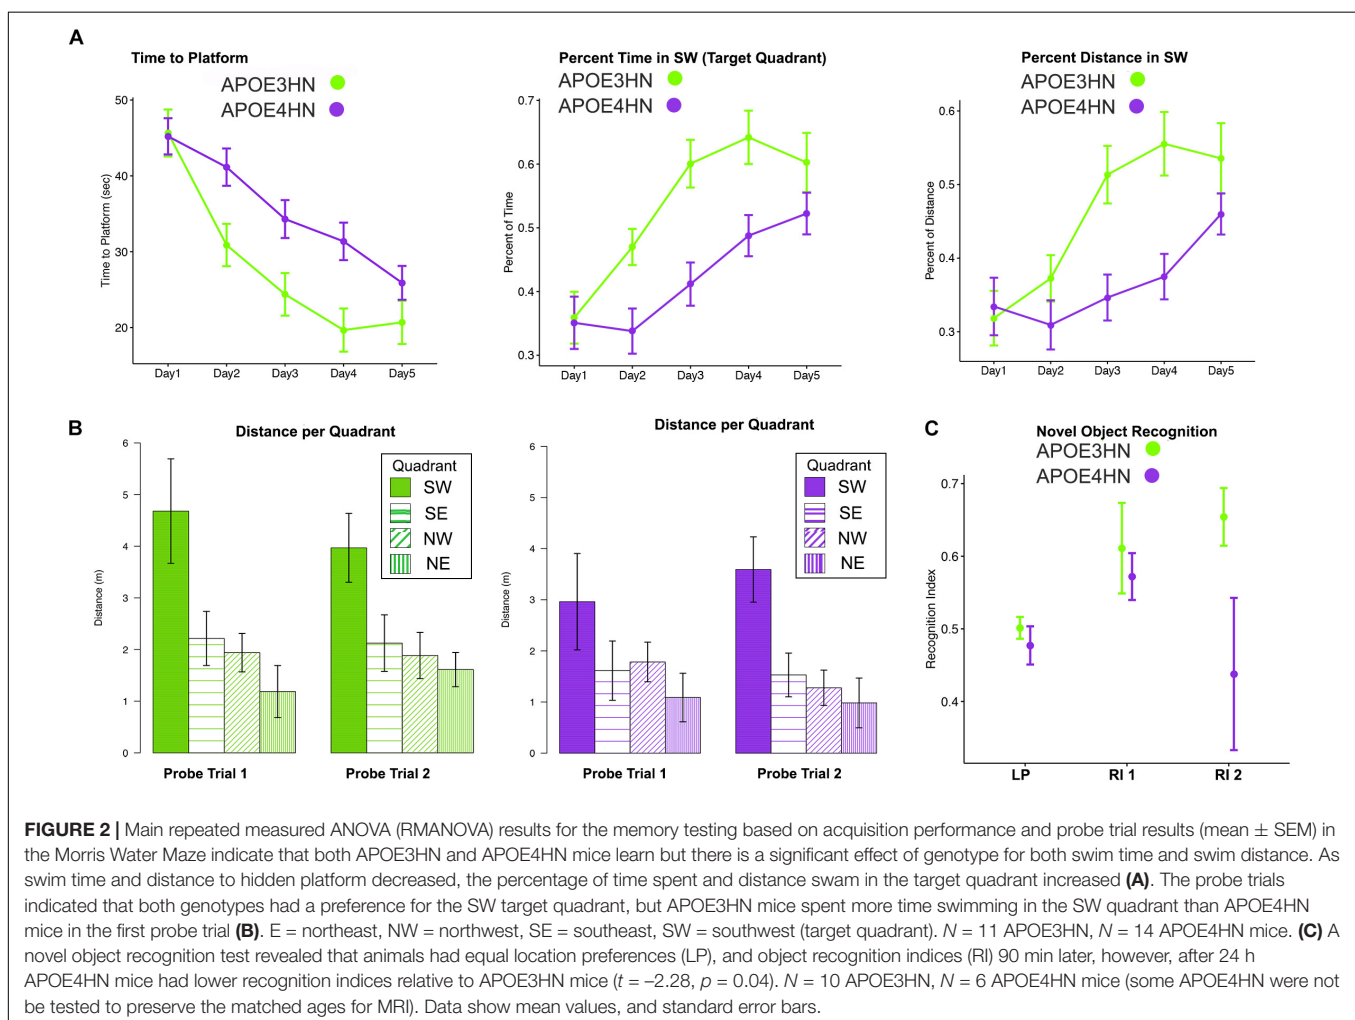 A
Time to Platform
APOE3HN
APOE4HN
50
40
30
20
Time to Platform (sec)
Day1 Day2 Day3 Day4 Day5
Percent Time in SW (Target Quadrant)
APOE3HN
APOE4HN
0.7
0.6
0.5
0.4
0.3
Percent of Time
Day1 Day2 Day3 Day4 Day5
Percent Distance in SW
APOE3HN
APOE4HN
0.6
0.5
0.4
0.3
Percent of Distance
Day1 Day2 Day3 Day4 Day5
B
Distance per Quadrant
6
5
4
3
2
1
0
Distance (m)
Quadrant
SW
SE
NW
NE
Probe Trial 1 Probe Trial 2
Distance per Quadrant
6
5
4
3
2
1
0
Distance (m)
Quadrant
SW
SE
NW
NE
Probe Trial 1 Probe Trial 2
C
Novel Object Recognition
APOE3HN
APOE4HN
0.7
0.6
0.5
0.4
Recognition Index
LP RI 1 RI 2
FIGURE 2 | Main repeated measured ANOVA (RMANOVA) results for the memory testing based on acquisition performance and probe trial results (mean ± SEM) in
the Morris Water Maze indicate that both APOE3HN and APOE4HN mice learn but there is a significant effect of genotype for both swim time and swim distance. As
swim time and distance to hidden platform decreased, the percentage of time spent and distance swam in the target quadrant increased (A). The probe trials
indicated that both genotypes had a preference for the SW target quadrant, but APOE3HN mice spent more time swimming in the SW quadrant than APOE4HN
mice in the first probe trial (B). E = northeast, NW = northwest, SE = southeast, SW = southwest (target quadrant). N = 11 APOE3HN, N = 14 APOE4HN mice. (C) A
novel object recognition test revealed that animals had equal location preferences (LP), and object recognition indices (RI) 90 min later, however, after 24 h
APOE4HN mice had lower recognition indices relative to APOE3HN mice (t = –2.28, p = 0.04). N = 10 APOE3HN, N = 6 APOE4HN mice (some APOE4HN were not
be tested to preserve the matched ages for MRI). Data show mean values, and standard error bars.